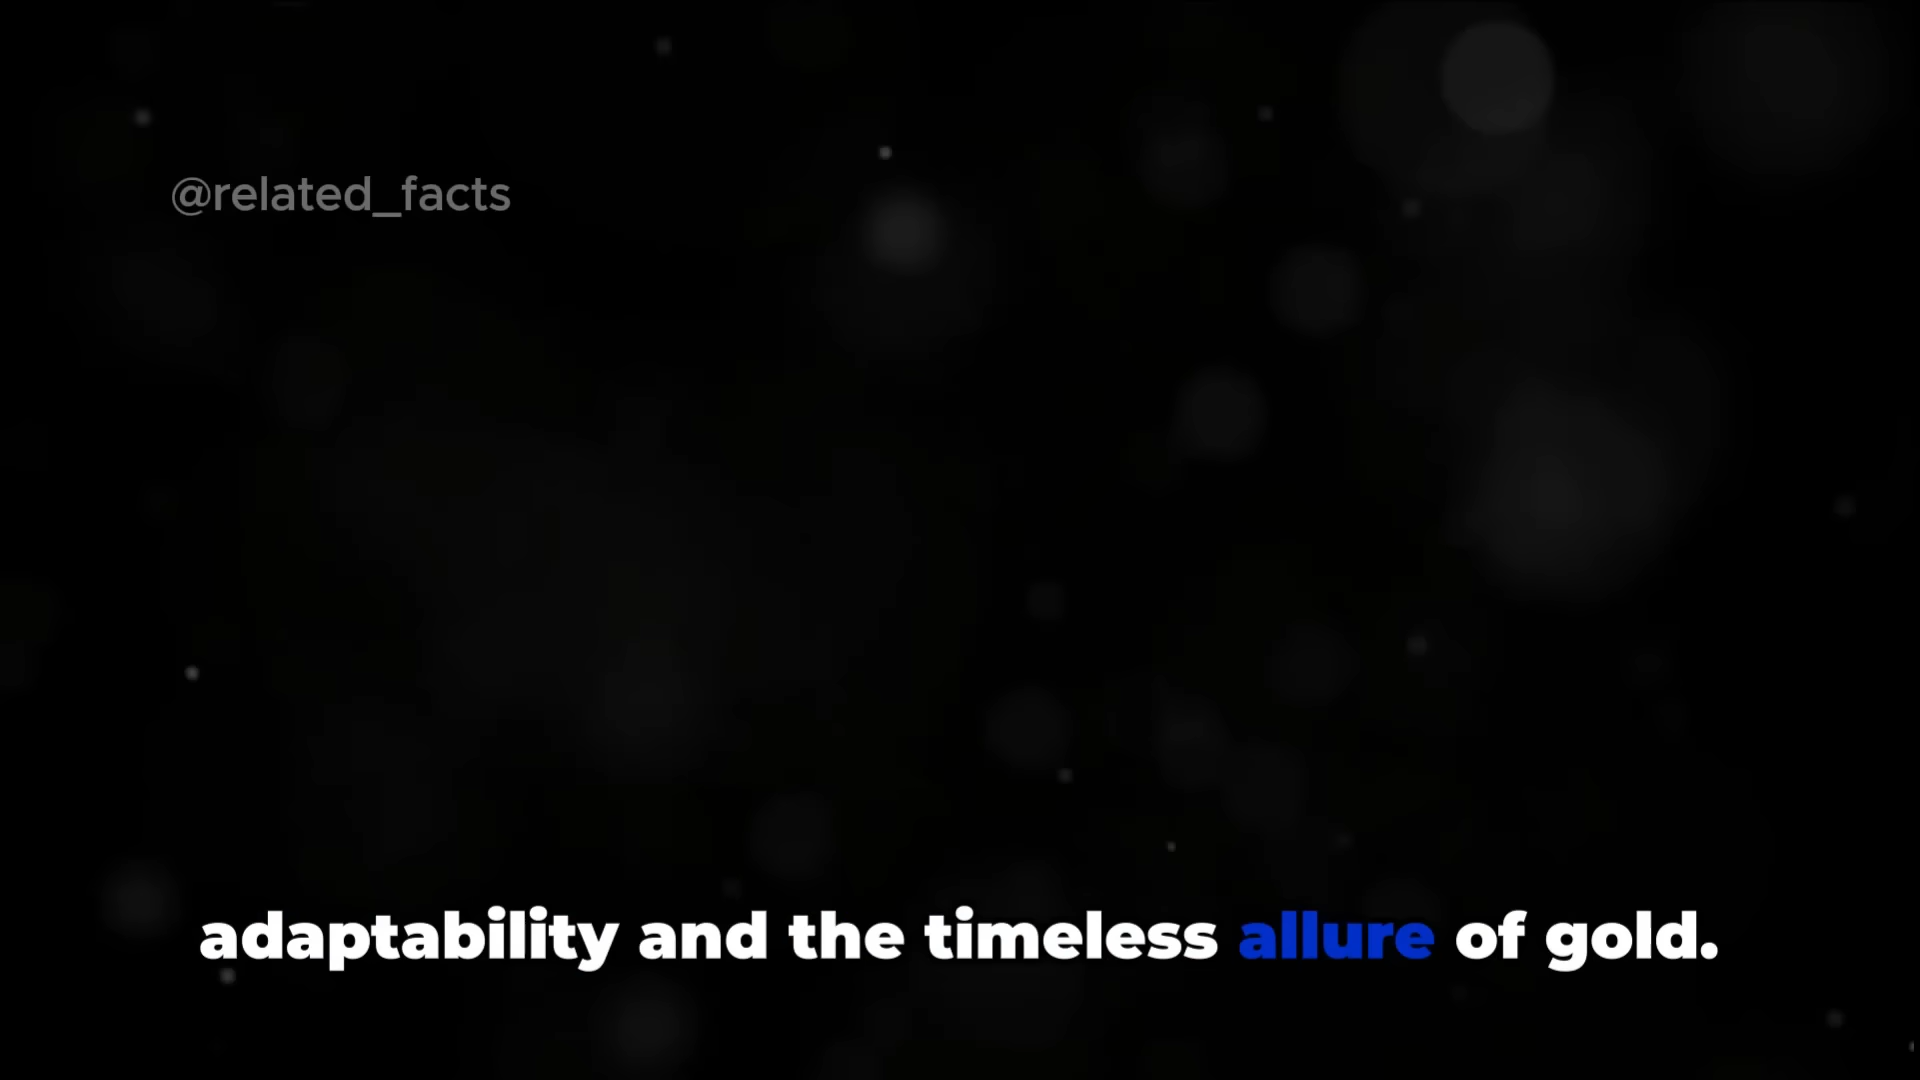 @related_facts
adaptability and the timeless allure of gold.